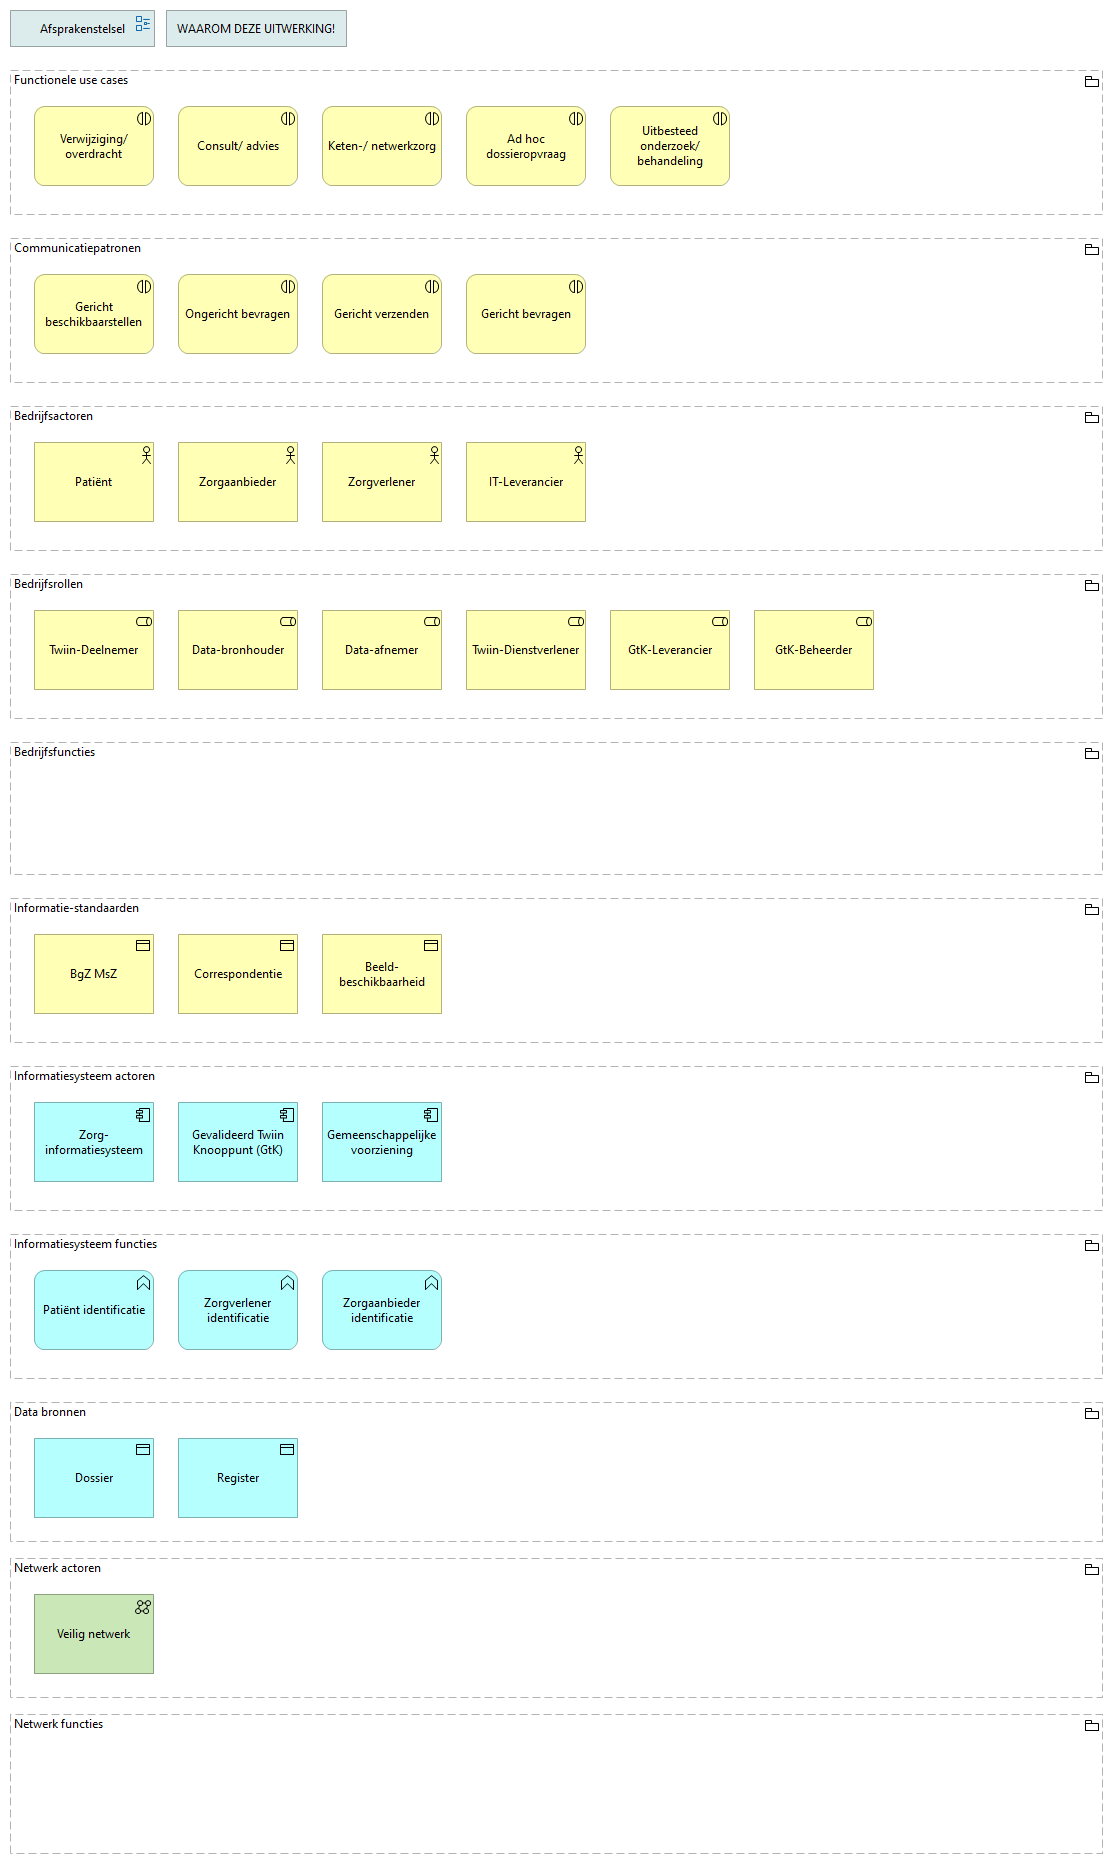 Afsprakenstelsel
WAAROM DEZE UITWERKING!
Functionele use cases
Verwijziging/
overdracht
Consult/ advies
Keten-/ netwerkzorg
Ad hoc
dossieropvraag
Uitbesteed
onderzoek/
behandeling
Communicatiepatronen
Gericht
beschikbaarstellen
Ongericht bevragen
Gericht verzenden
Gericht bevragen
Bedrijfsactoren
Patiënt
Zorgaanbieder
Zorgverlener
IT-Leverancier
Bedrijfsrollen
Twiin-Deelnemer
Data-bronhouder
Data-afnemer
Twiin-Dienstverlener
GtK-Leverancier
GtK-Beheerder
Bedrijfsfuncties
Informatie-standaarden
BgZ MsZ
Correspondentie
Beeld-
beschikbaarheid
Informatiesysteem actoren
Zorg-
informatiesysteem
Gevalideerd Twiin
Knooppunt (GtK)
Gemeenschappelijke
voorziening
Informatiesysteem functies
Patiënt identificatie
Zorgverlener
identificatie
Zorgaanbieder
identificatie
Data bronnen
Dossier
Register
Netwerk actoren
Veilig netwerk
Netwerk functies